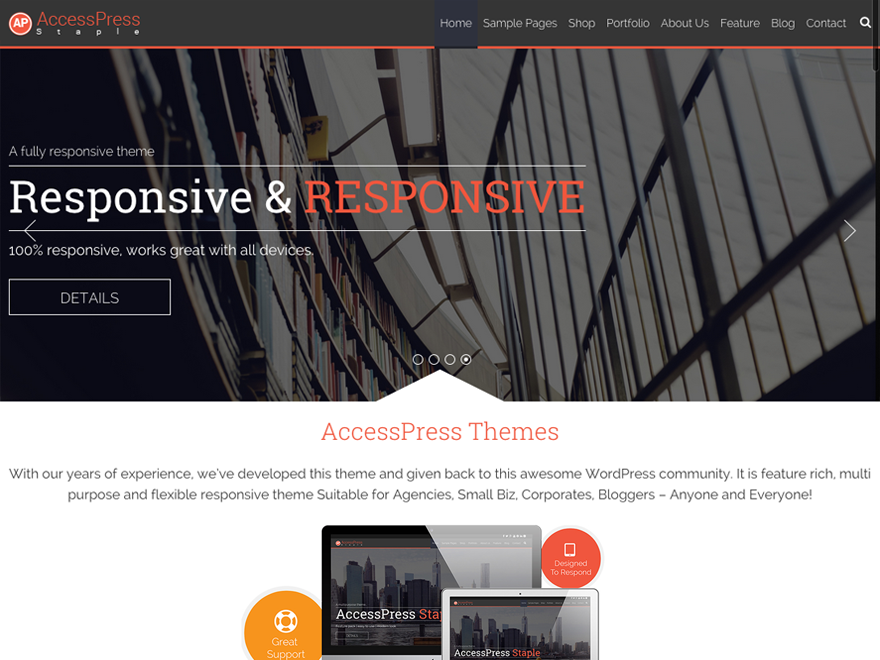 AP AccessPress
Staple
Home Sample Pages Shop Portfolio About Us Feature Blog Contact
A fully responsive theme
Responsive & RESPONSIVE
100% responsive, works great with all devices.
DETAILS
AccessPress Themes
With our years of experience, we've developed this theme and given back to this awesome WordPress community. It is feature rich, multi
purpose and flexible responsive theme Suitable for Agencies, Small Biz, Corporates, Bloggers – Anyone and Everyone!
Designed
To Respond
AccessPress Sta
Great
Support
AccessPress Staple